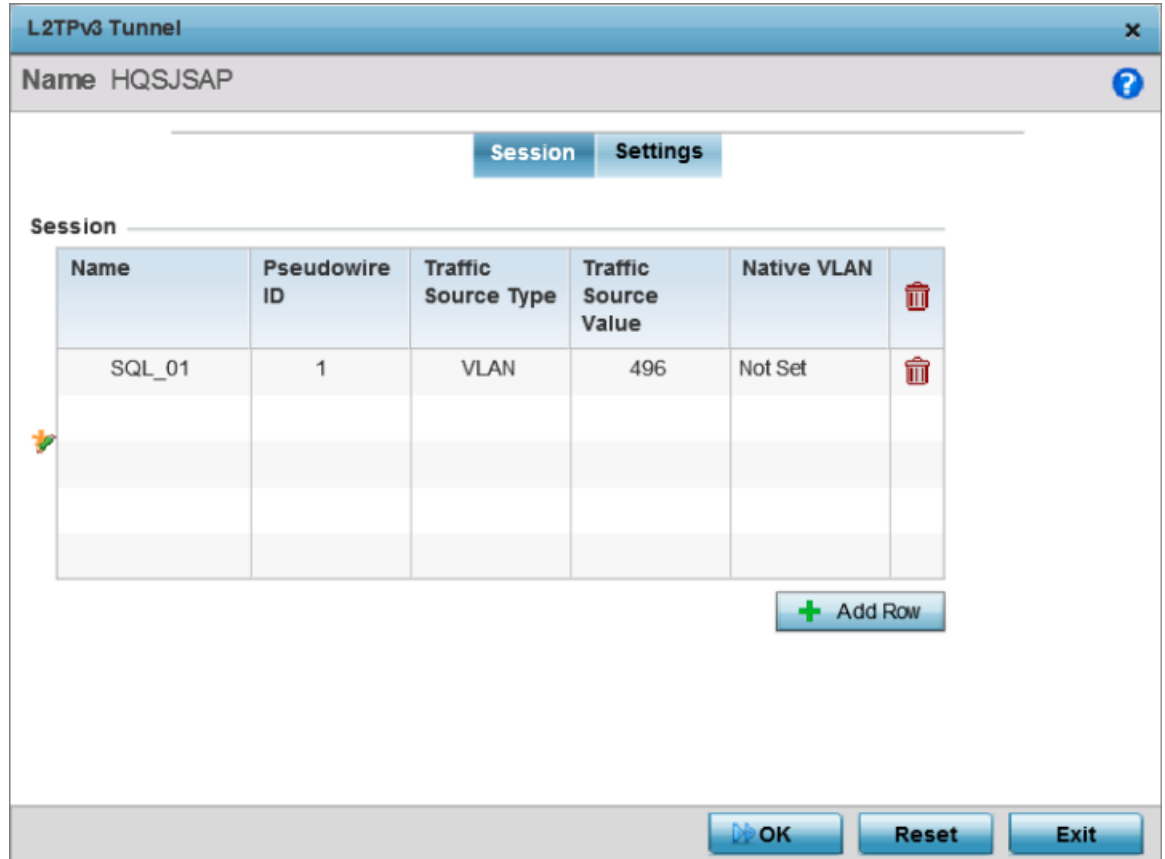 L2TPv3 Tunnel
Name HQSJSAP
Session Settings
Session
Name Pseudowire ID Traffic Source Type Traffic Source Value Native VLAN
SQL_01 1 VLAN 496 Not Set
Add Row
OK Reset Exit